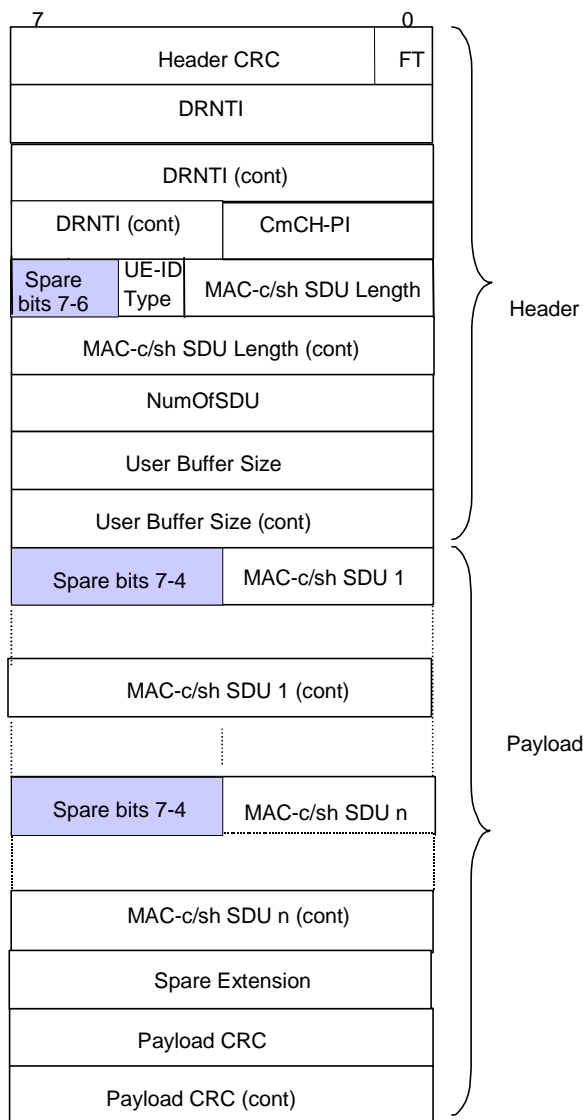 7 0
Header CRC FT
DRNTI
DRNTI (cont)
DRNTI (cont) CmCH-PI
Spare bits 7-6 UE-ID Type MAC-c/sh SDU Length
MAC-c/sh SDU Length (cont)
NumOfSDU
User Buffer Size
User Buffer Size (cont)
Header
Spare bits 7-4 MAC-c/sh SDU 1
MAC-c/sh SDU 1 (cont)
Payload
Spare bits 7-4 MAC-c/sh SDU n
MAC-c/sh SDU n (cont)
Spare Extension
Payload CRC
Payload CRC (cont)